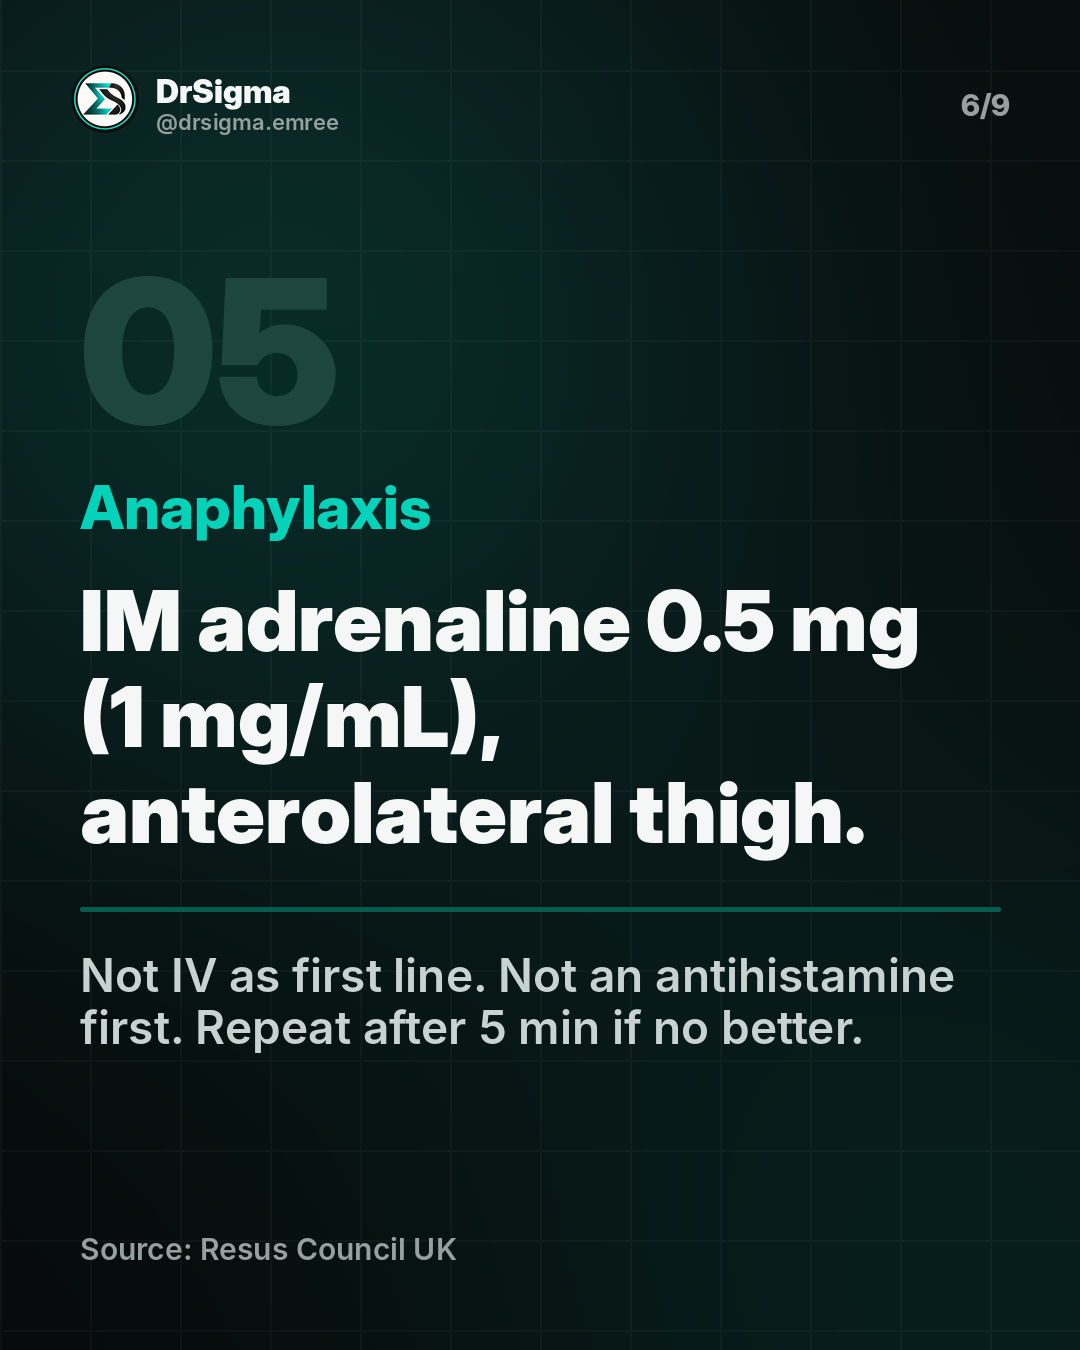 DrSigma
@drsigma.emree
6/9
05
Anaphylaxis
IM adrenaline 0.5 mg
(1 mg/mL),
anterolateral thigh.
Not IV as first line. Not an antihistamine
first. Repeat after 5 min if no better.
Source: Resus Council UK